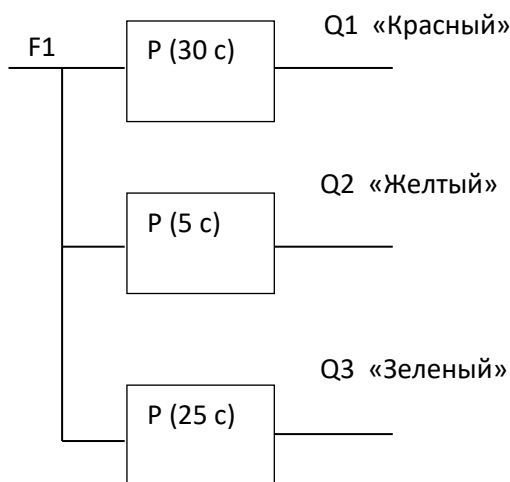 Q1 «Красный»
F1
P (30 с)
Q2 «Желтый»
P (5 с)
Q3 «Зеленый»
P (25 с)